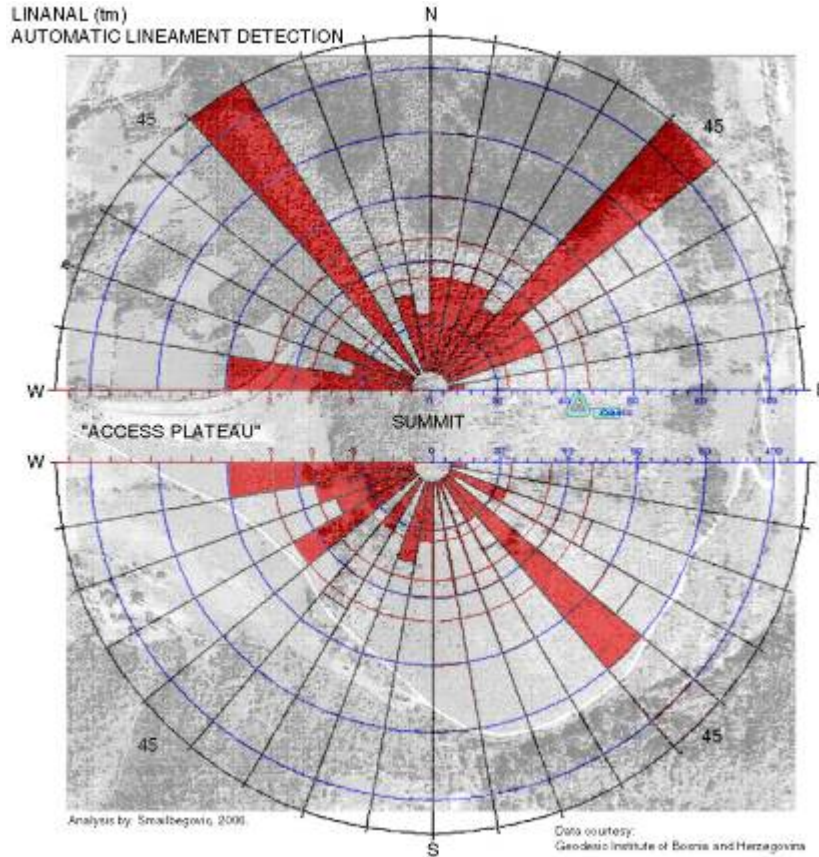 LINANAL (tm)
AUTOMATIC LINEAMENT DETECTION
N
45
45
W
SUMMIT
"ACCESS PLATEAU"
W
45
45
S
Analysis by: Smailbegovic, 2006.
Data courtesy:
Geodesic Institute of Bosnia and Herzegovina